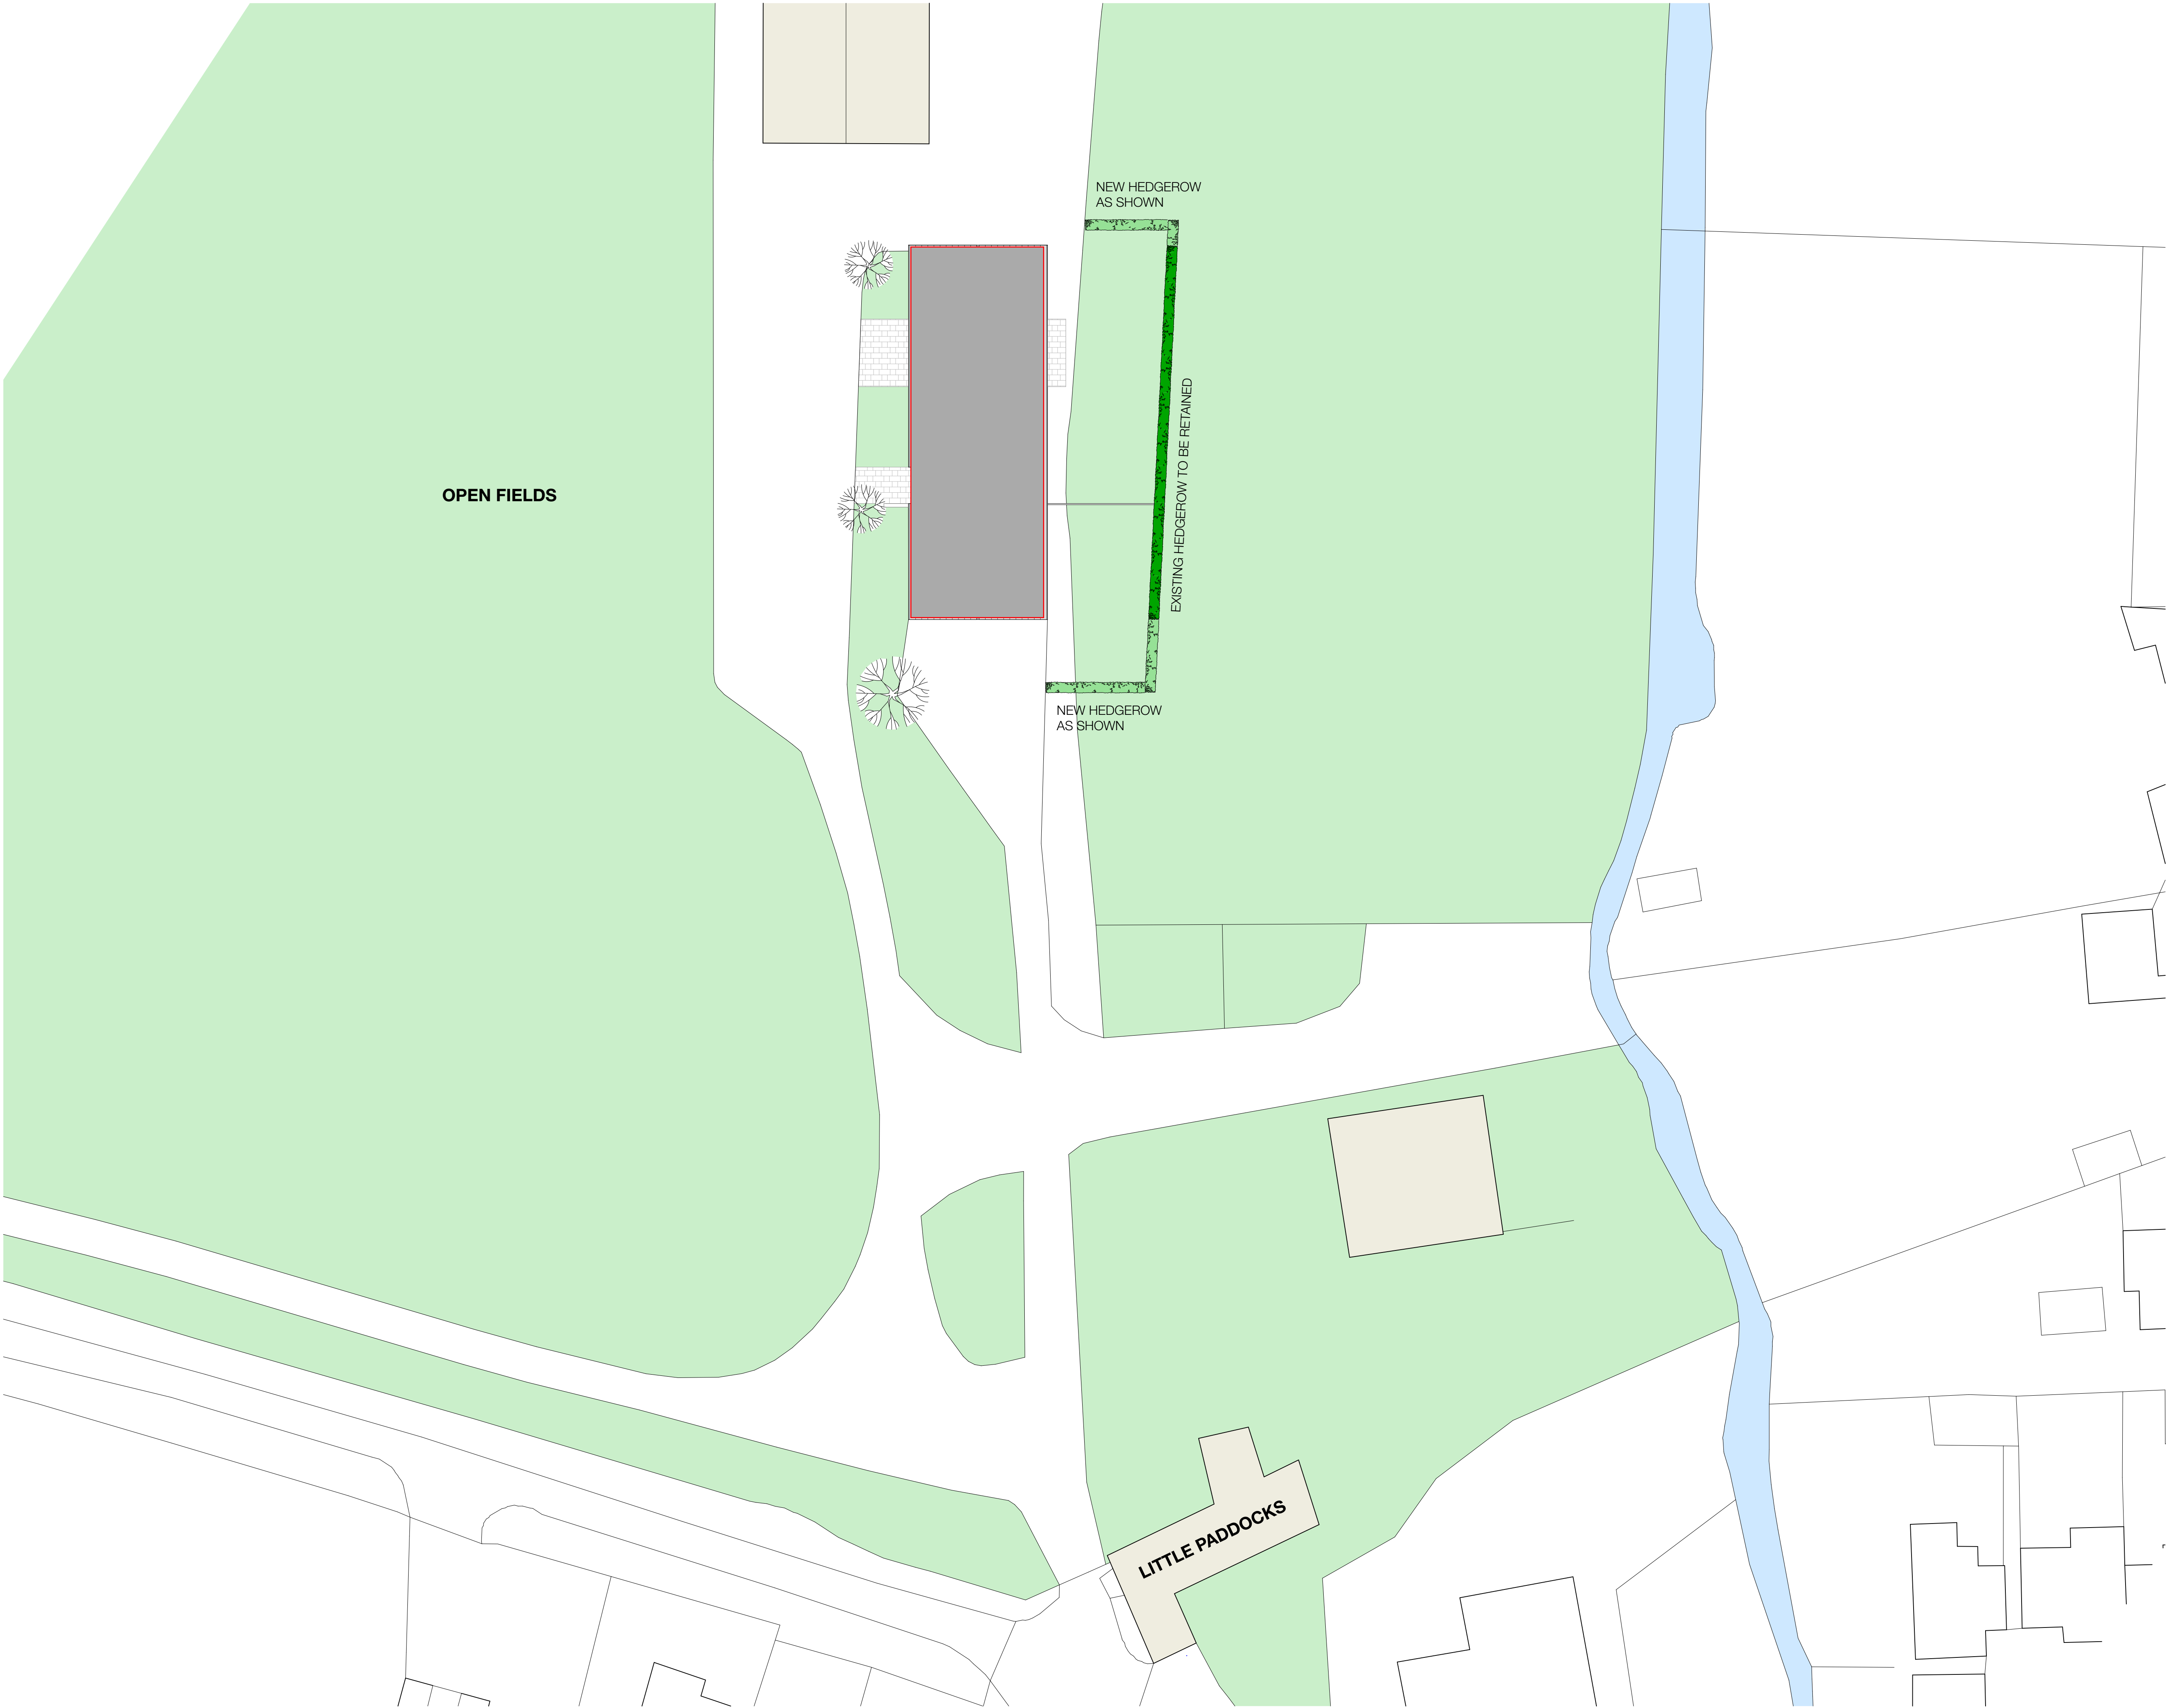 NEW HEDGEROW
AS SHOWN
EXISTING HEDGEROW TO BE RETAINED
OPEN FIELDS
NEW HEDGEROW
AS SHOWN
LITTLE PADDOCKS